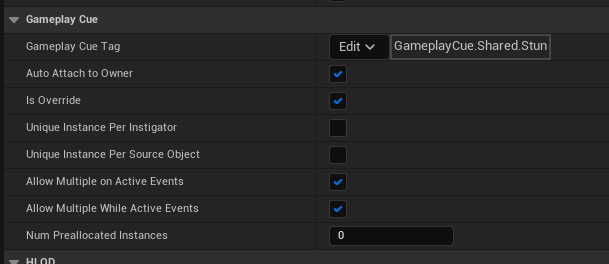 Gameplay Cue
Gameplay Cue Tag Edit GameplayCue.Shared.Stun
Auto Attach to Owner
Is Override
Unique Instance Per Instigator
Unique Instance Per Source Object
Allow Multiple on Active Events
Allow Multiple While Active Events
Num Preallocated Instances 0
HLOD